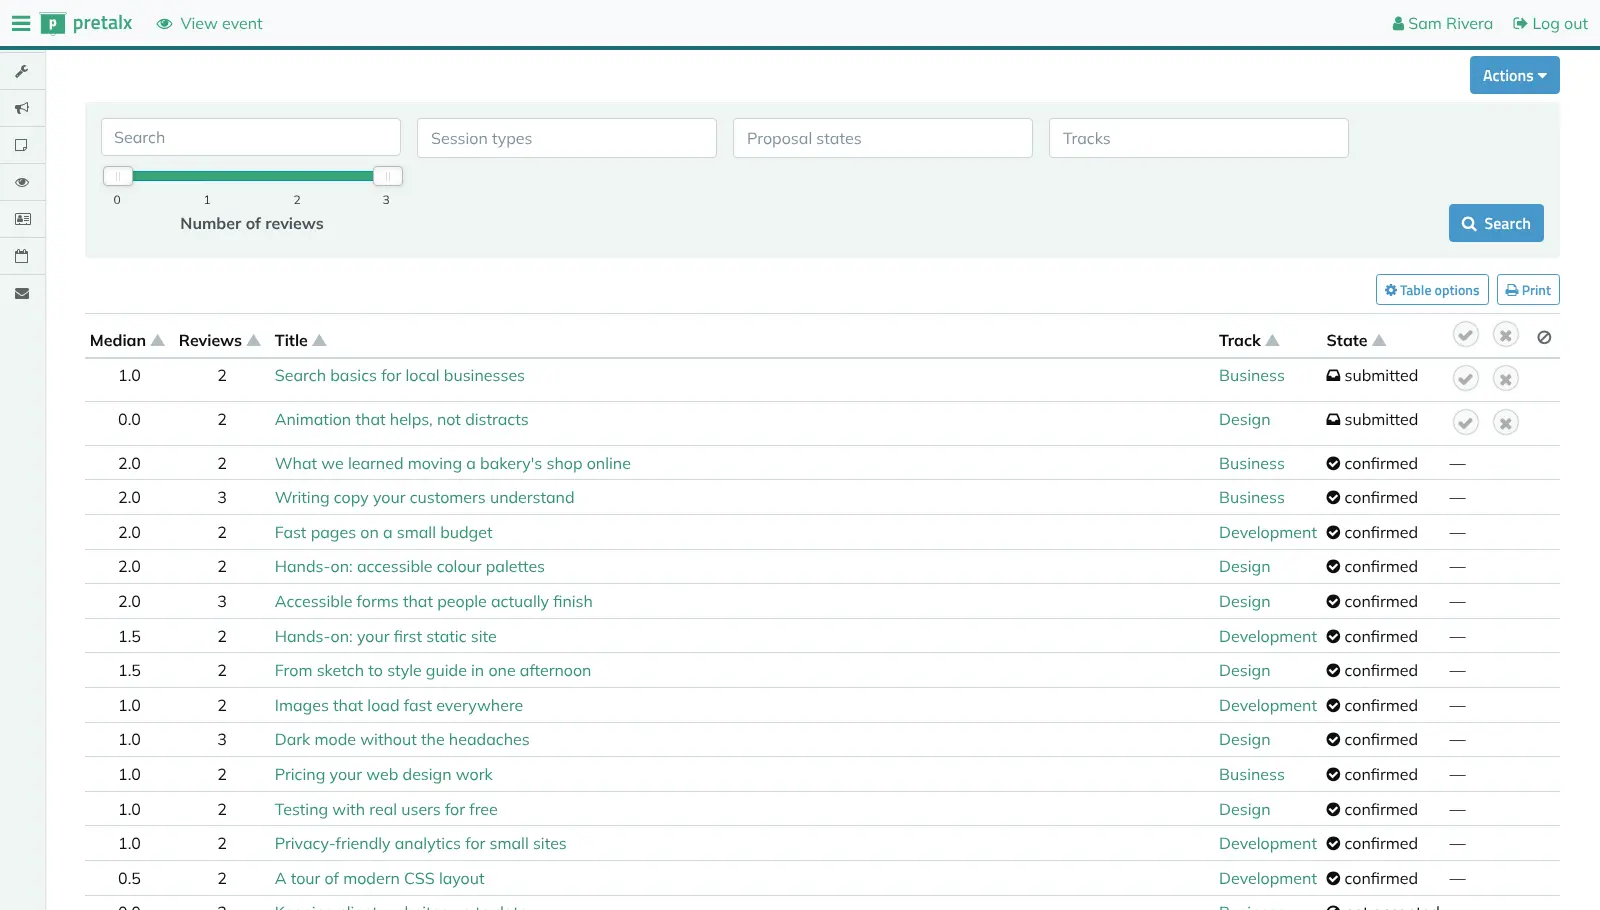 p pretalx View event Sam Rivera Log out
Actions
Search Session types Proposal states Tracks
0 1 2 3
Number of reviews
Search
Table options Print
Median Reviews Title Track State
1.0 2 Search basics for local businesses Business submitted
0.0 2 Animation that helps, not distracts Design submitted
2.0 2 What we learned moving a bakery's shop online Business confirmed —
2.0 3 Writing copy your customers understand Business confirmed —
2.0 2 Fast pages on a small budget Development confirmed —
2.0 2 Hands-on: accessible colour palettes Design confirmed —
2.0 3 Accessible forms that people actually finish Design confirmed —
1.5 2 Hands-on: your first static site Development confirmed —
1.5 2 From sketch to style guide in one afternoon Design confirmed —
1.0 2 Images that load fast everywhere Development confirmed —
1.0 3 Dark mode without the headaches Design confirmed —
1.0 2 Pricing your web design work Business confirmed —
1.0 2 Testing with real users for free Design confirmed —
1.0 2 Privacy-friendly analytics for small sites Development confirmed —
0.5 2 A tour of modern CSS layout Development confirmed —